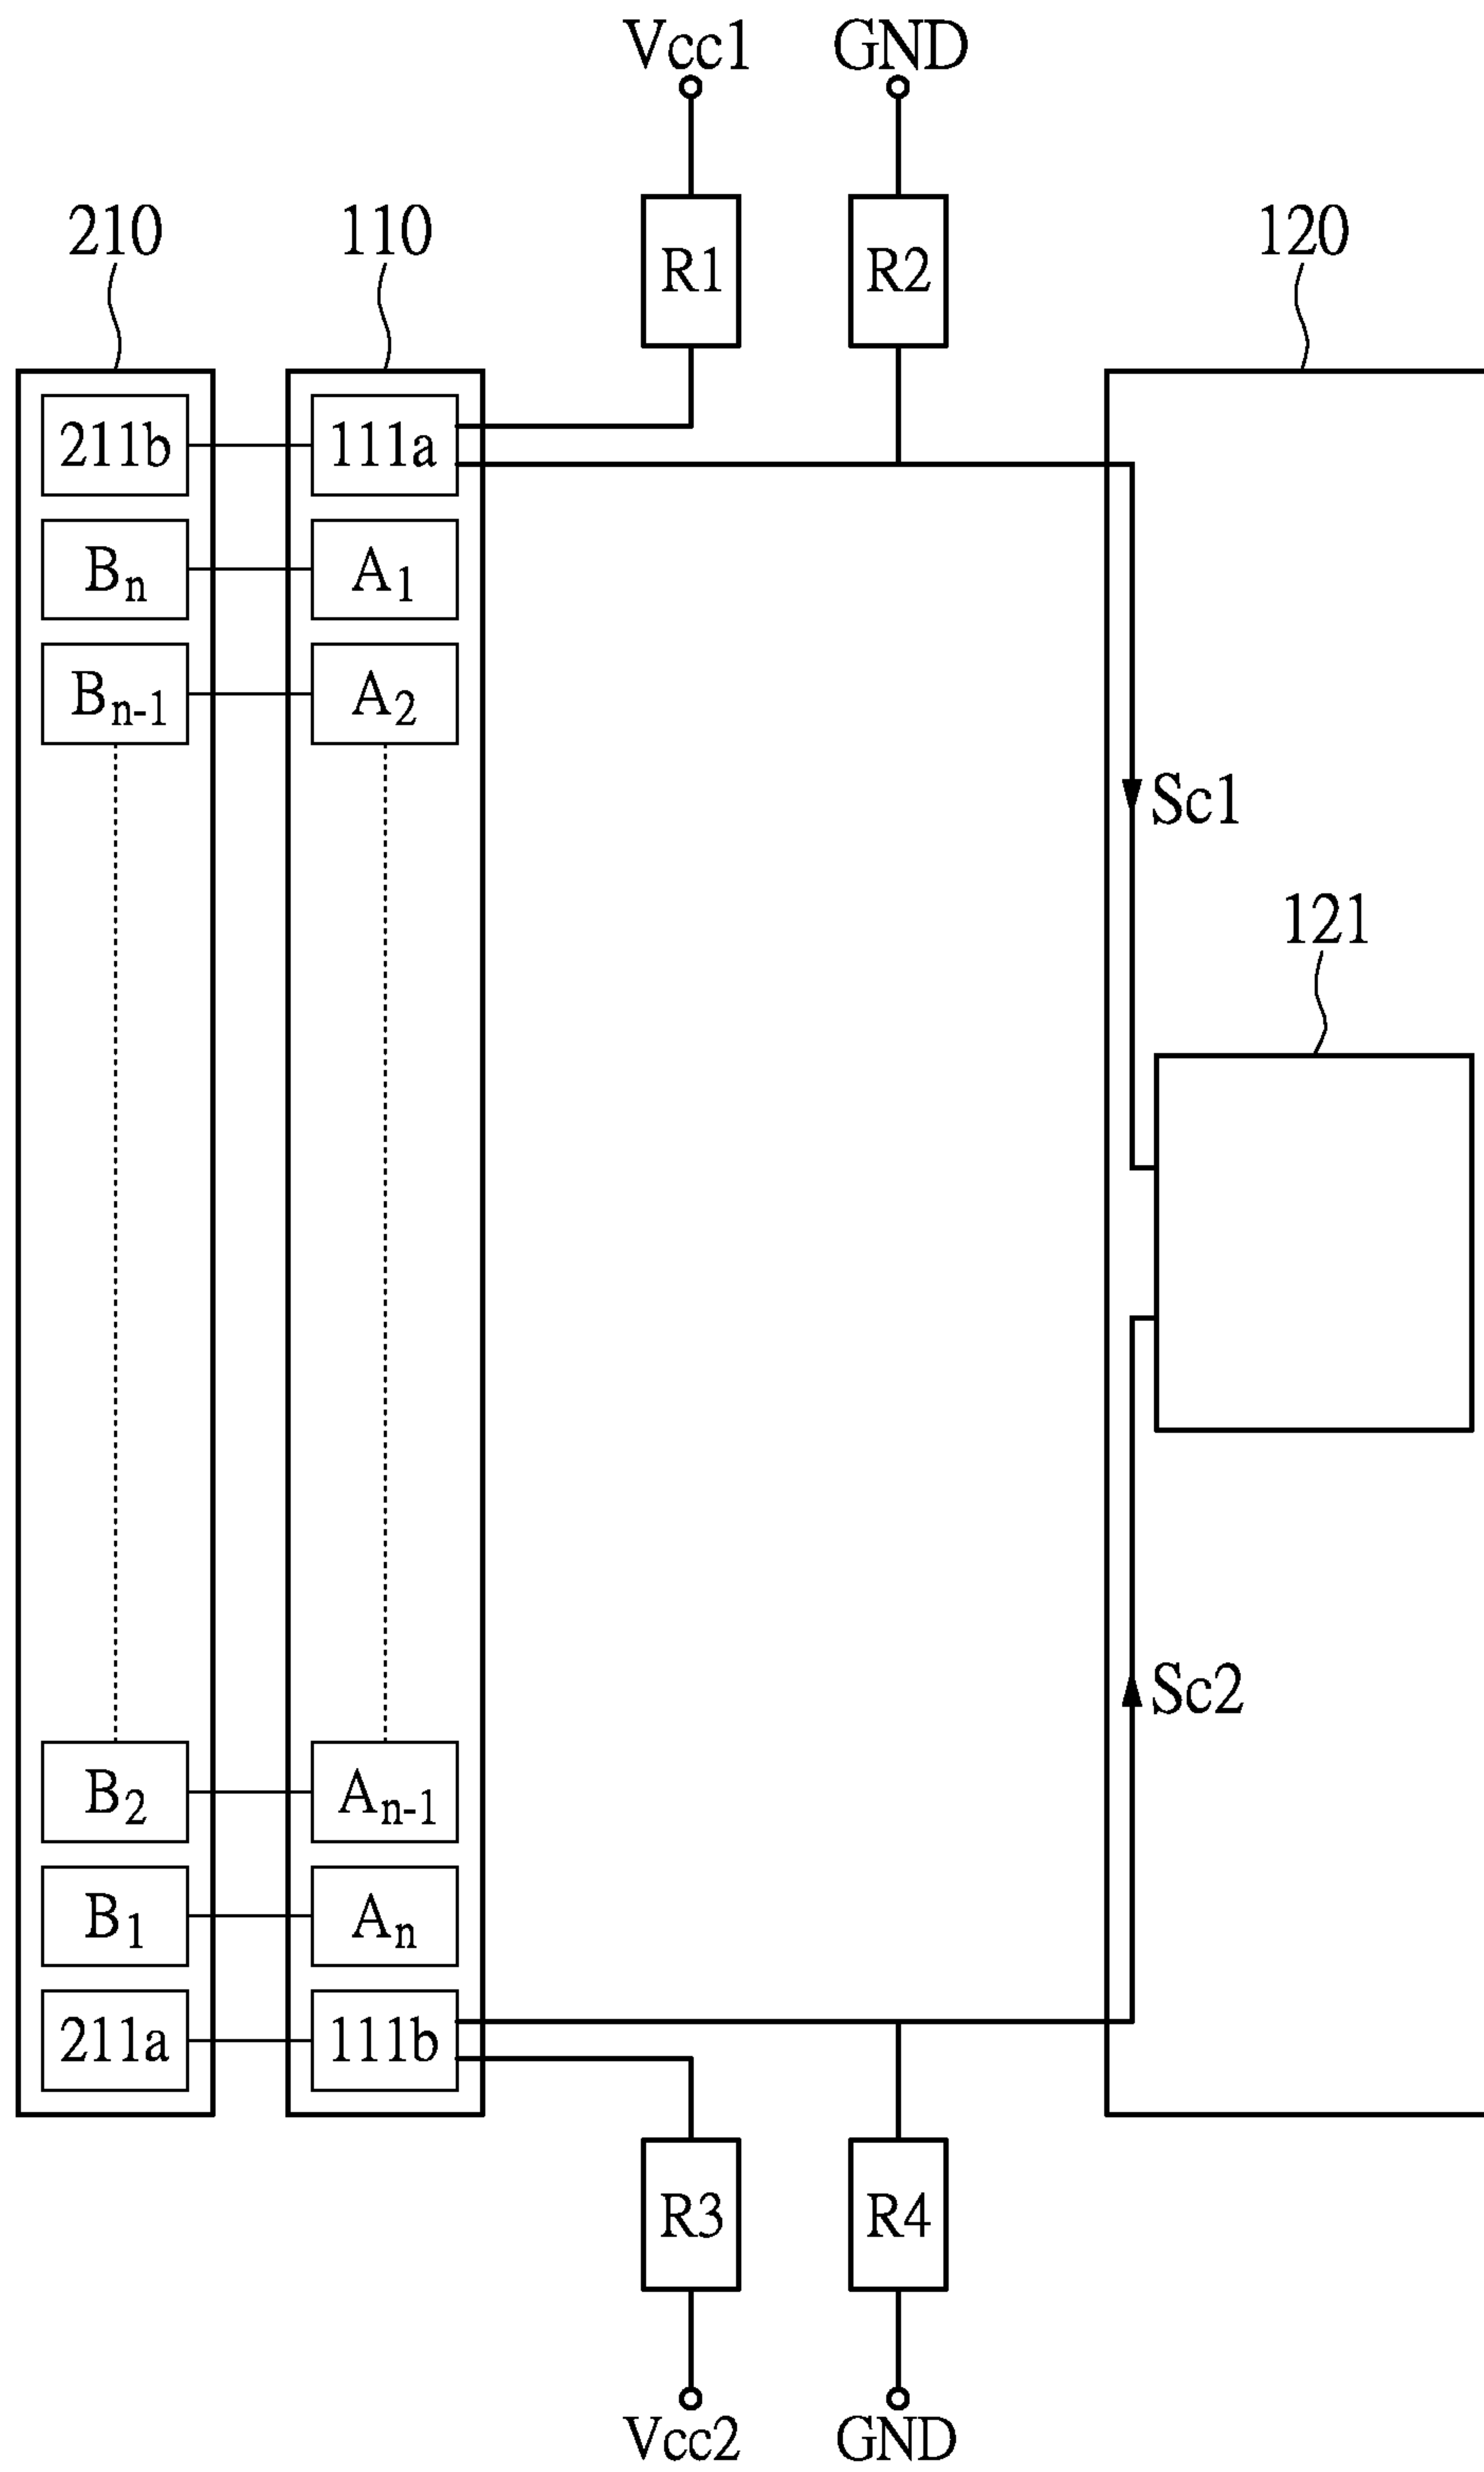 Vcc1 GND
R1 R2
210 110 120
211b 111a
Bn A1
Bn-1 A2
Sc1
121
Sc2
B2 An-1
B1 An
211a 111b
R3 R4
Vcc2 GND